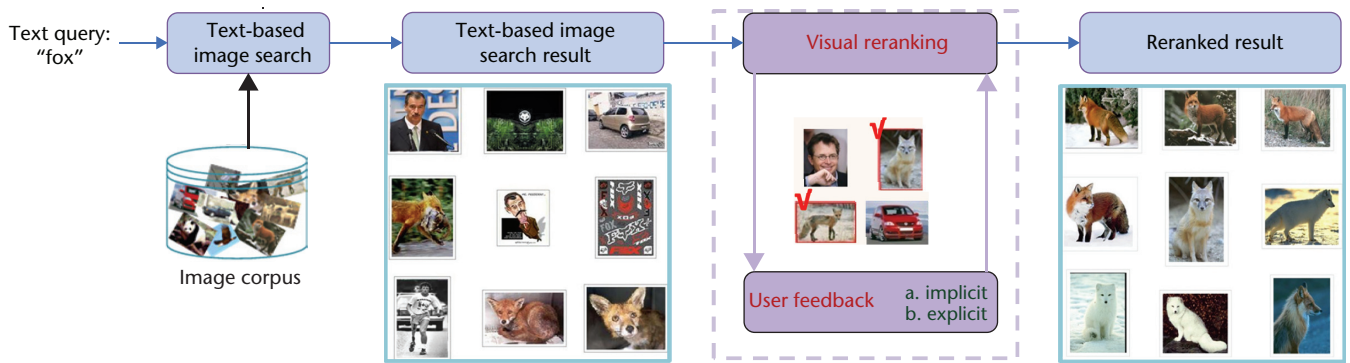 Text query:
“fox”
Text-based
image search
Text-based image
search result
Visual reranking
Reranked result
Image corpus
User feedback
a. implicit
b. explicit
FOX